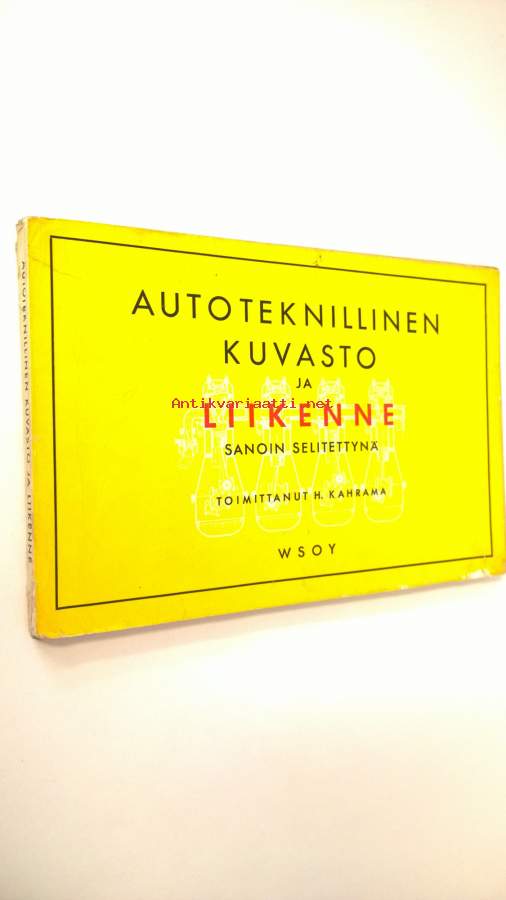 AUTOTEKNILLINEN
KUVASTO
JA
Antikvariaatti.net
LIIKENNE
SANOIN SELITETTYNÄ
TOIMITTANUT H. KAHRAMA
WSOY
AUTOTEKNILLINEN KUVASTO JA LIIKENNE